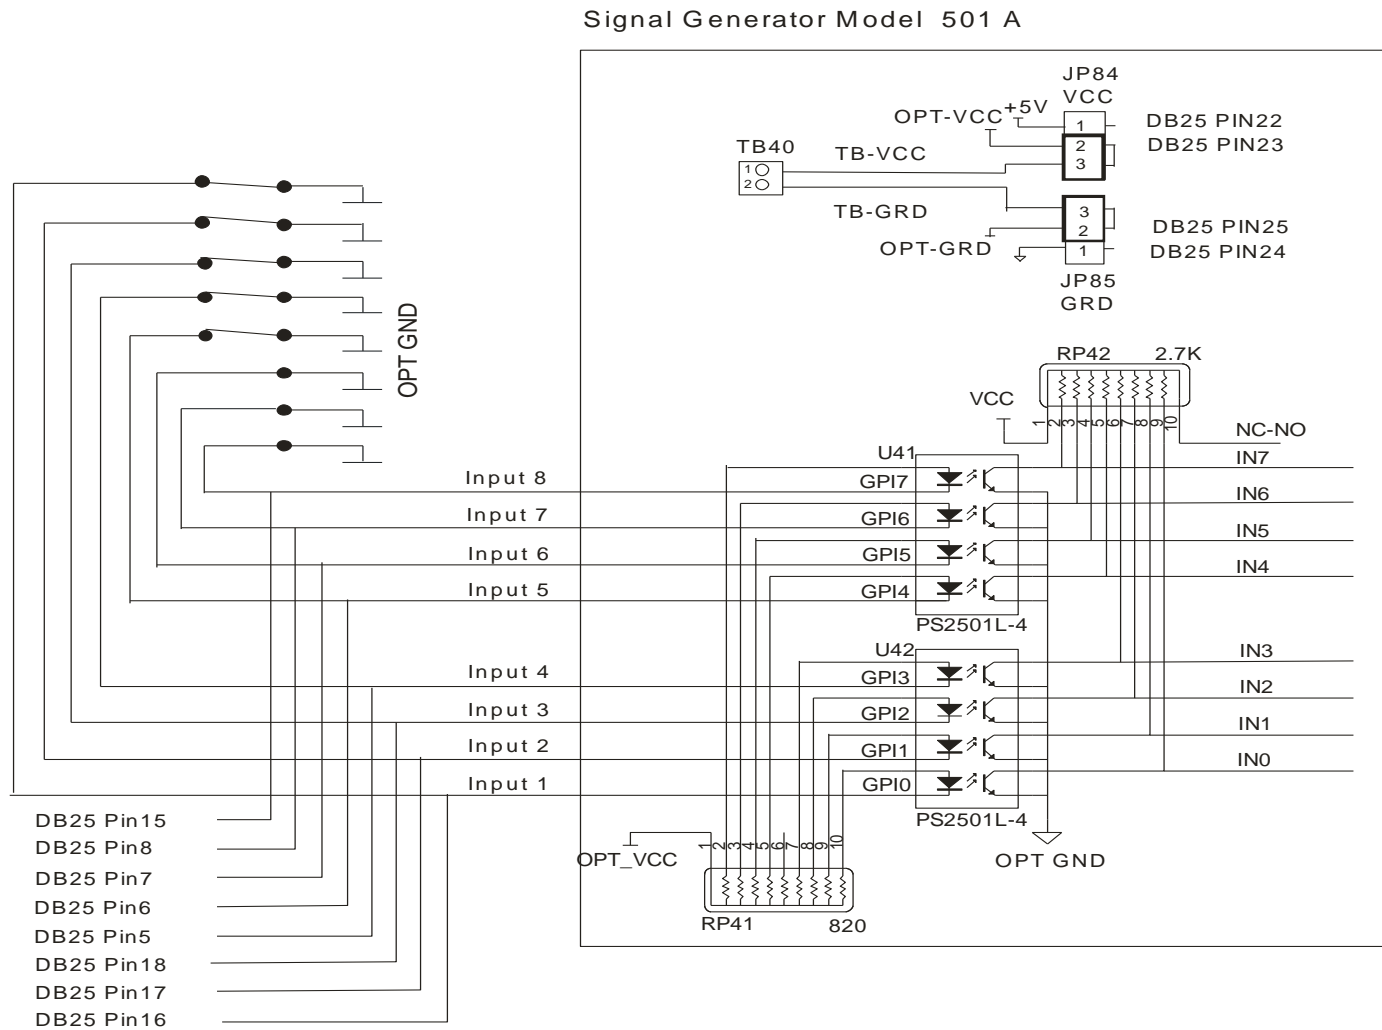 Signal Generator Model 501 A
JP84
VCC
+5V
OPT-VCC
1
DB25 PIN22
2
DB25 PIN23
3
TB40
1
2
TB-VCC
TB-GRD
3
2
DB25 PIN25
OPT-GRD
1
DB25 PIN24
JP85
GRD
OPT GND
RP42 2.7K
VCC
1 2 3 4 5 6 7 8 9 10
NC-NO
U41
Input 8
GPI7
IN7
Input 7
GPI6
IN6
Input 6
GPI5
IN5
Input 5
GPI4
IN4
PS2501L-4
U42
Input 4
GPI3
IN3
Input 3
GPI2
IN2
Input 2
GPI1
IN1
Input 1
GPI0
IN0
PS2501L-4
OPT_VCC
1 2 3 4 5 6 7 8 9 10
OPT GND
RP41 820
DB25 Pin15
DB25 Pin8
DB25 Pin7
DB25 Pin6
DB25 Pin5
DB25 Pin18
DB25 Pin17
DB25 Pin16